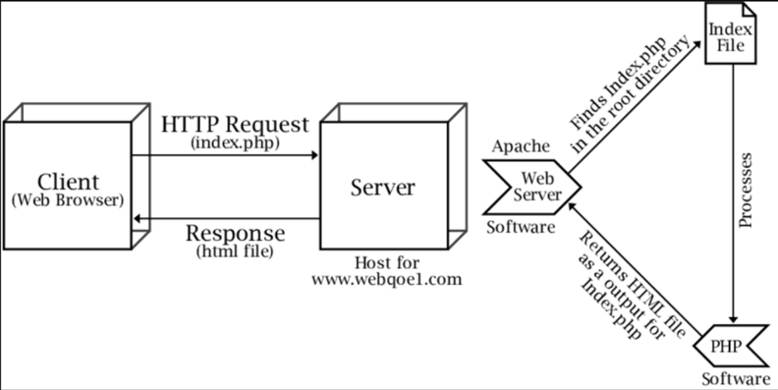 Client
(Web Browser)
HTTP Request
(index.php)
Response
(html file)
Server
Host for
www.webqoe1.com
Apache
Web
Server
Software
Finds Index.php
in the root directory
Index
File
Processes
PHP
Software
Returns HTML file
as a output for
Index.php